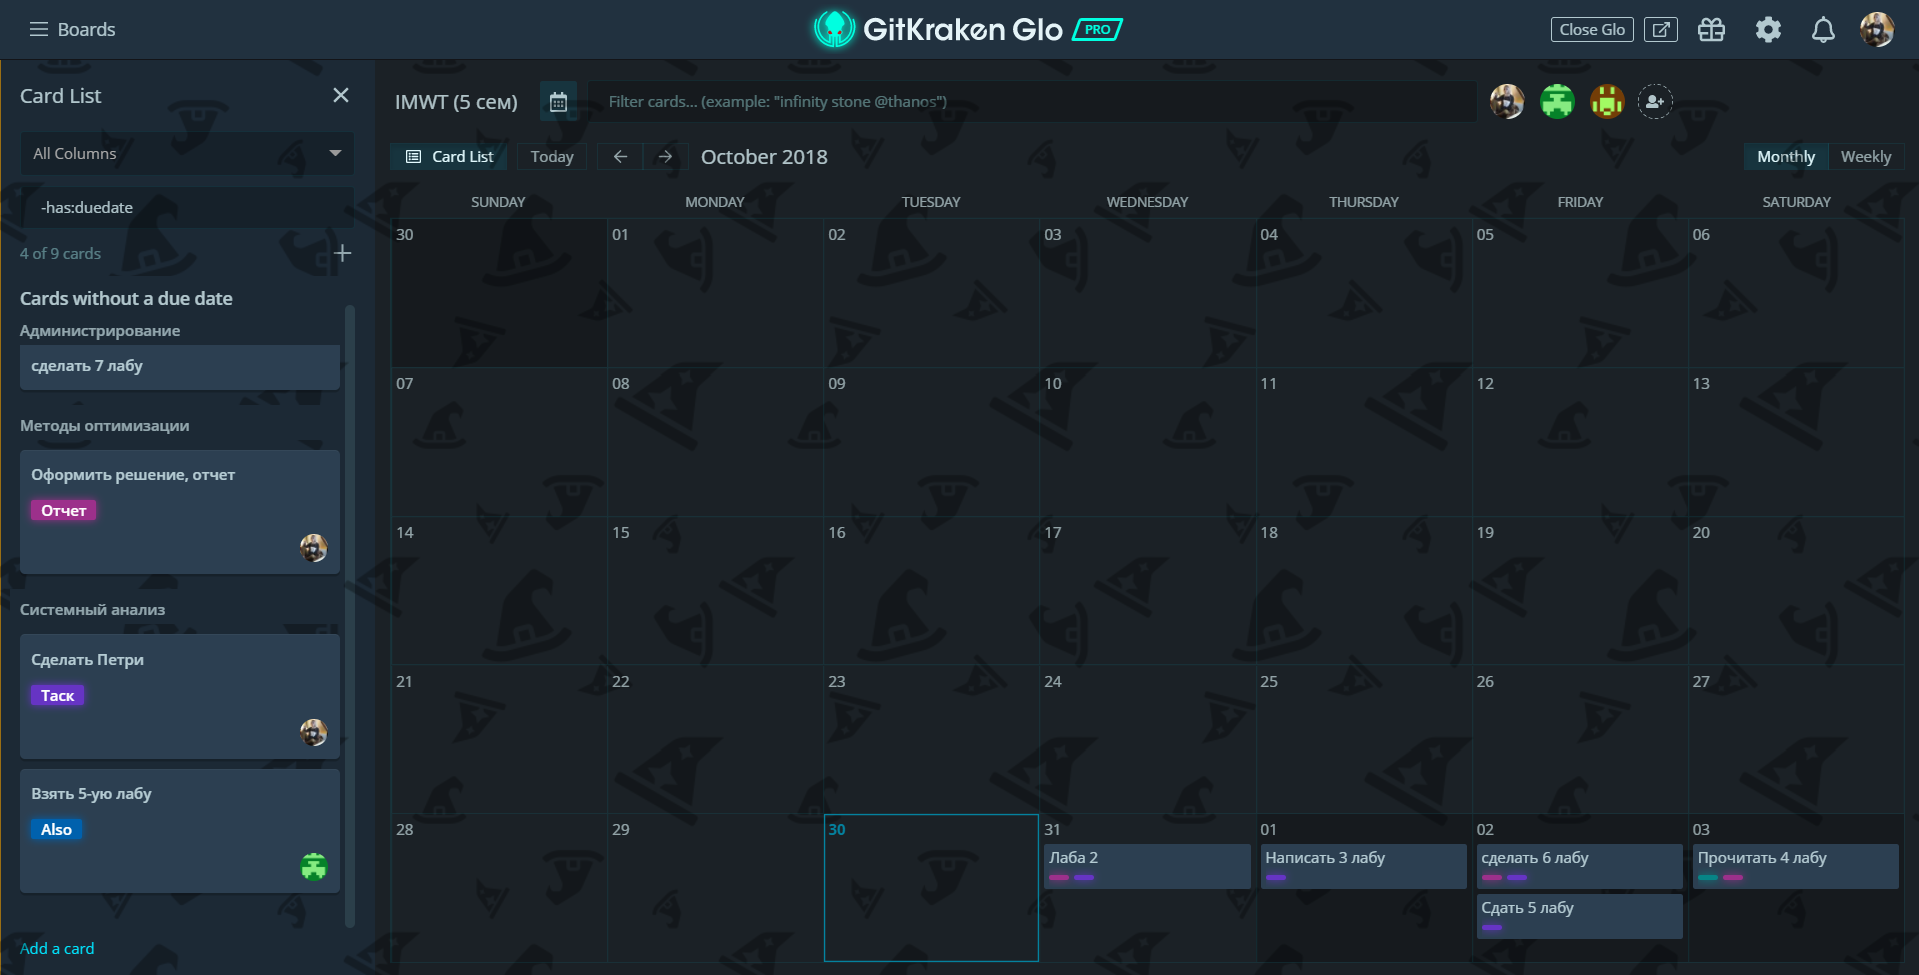 Boards
GitKraken Glo PRO
Close Glo
Card List
All Columns
-has:duedate
4 of 9 cards
Cards without a due date
Администрирование
сделать 7 лабу
Методы оптимизации
Оформить решение, отчет
Отчет
Системный анализ
Сделать Петри
Таск
Взять 5-ую лабу
Also
Add a card
IMWT (5 сем)
Filter cards... (example: "infinity stone @thanos")
Card List
Today
October 2018
Monthly
Weekly
SUNDAY MONDAY TUESDAY WEDNESDAY THURSDAY FRIDAY SATURDAY
30 01 02 03 04 05 06
07 08 09 10 11 12 13
14 15 16 17 18 19 20
21 22 23 24 25 26 27
28 29 30 31 01 02 03
Лаба 2 Написать 3 лабу сделать 6 лабу Прочитать 4 лабу
Сдать 5 лабу